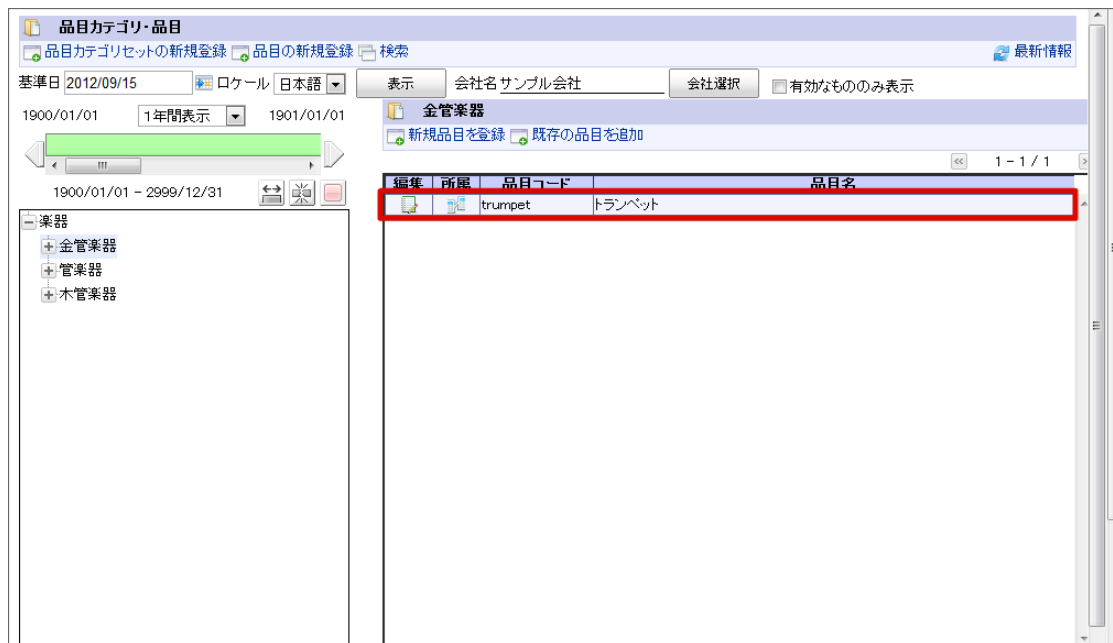 品目カテゴリ・品目
品目カテゴリセットの新規登録 品目の新規登録 検索 最新情報
基準日 2012/09/15 ロケール 日本語 表示 会社名 サンプル会社 会社選択 有効なもののみ表示
1900/01/01 1年間表示 1901/01/01
金管楽器
新規品目を登録 既存の品目を追加
1 - 1 / 1
1900/01/01 - 2999/12/31
編集 所属 品目コード 品目名
trumpet トランペット
楽器
金管楽器
管楽器
木管楽器